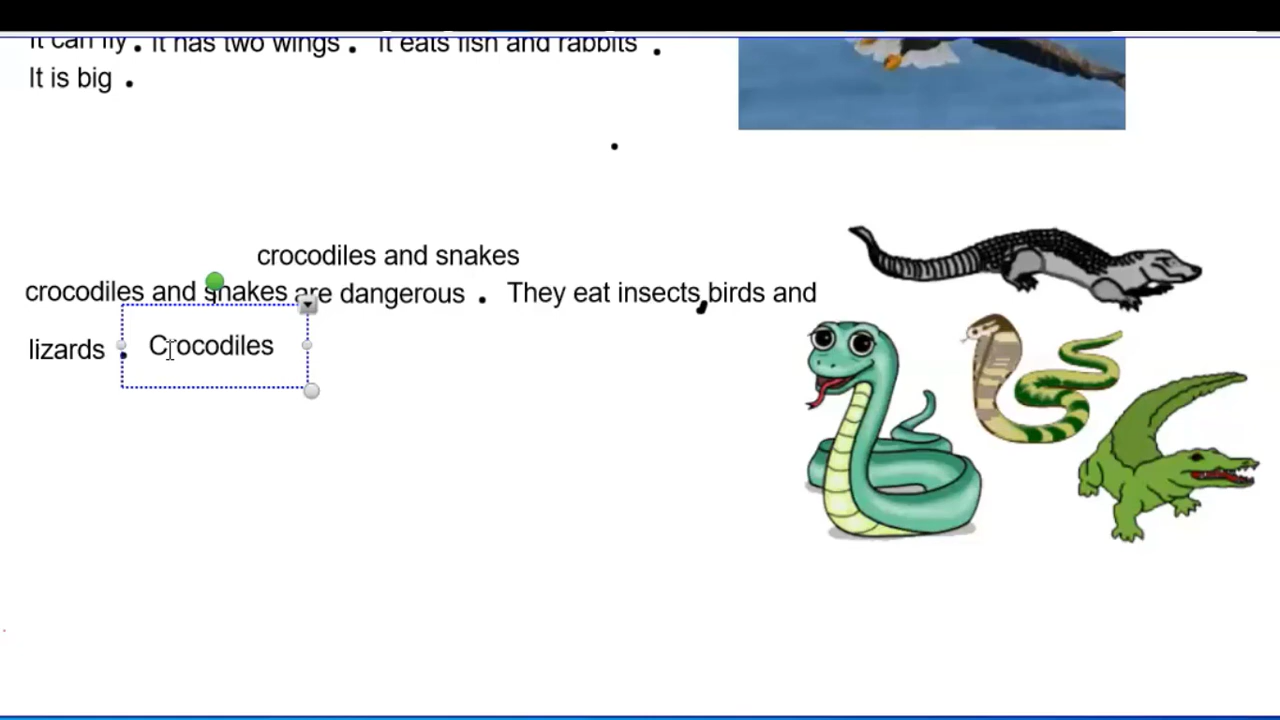 It can fly . It has two wings . It eats fish and rabbits .
It is big .
.
crocodiles and snakes
crocodiles and snakes are dangerous . They eat insects, birds and
lizards . Crocodiles